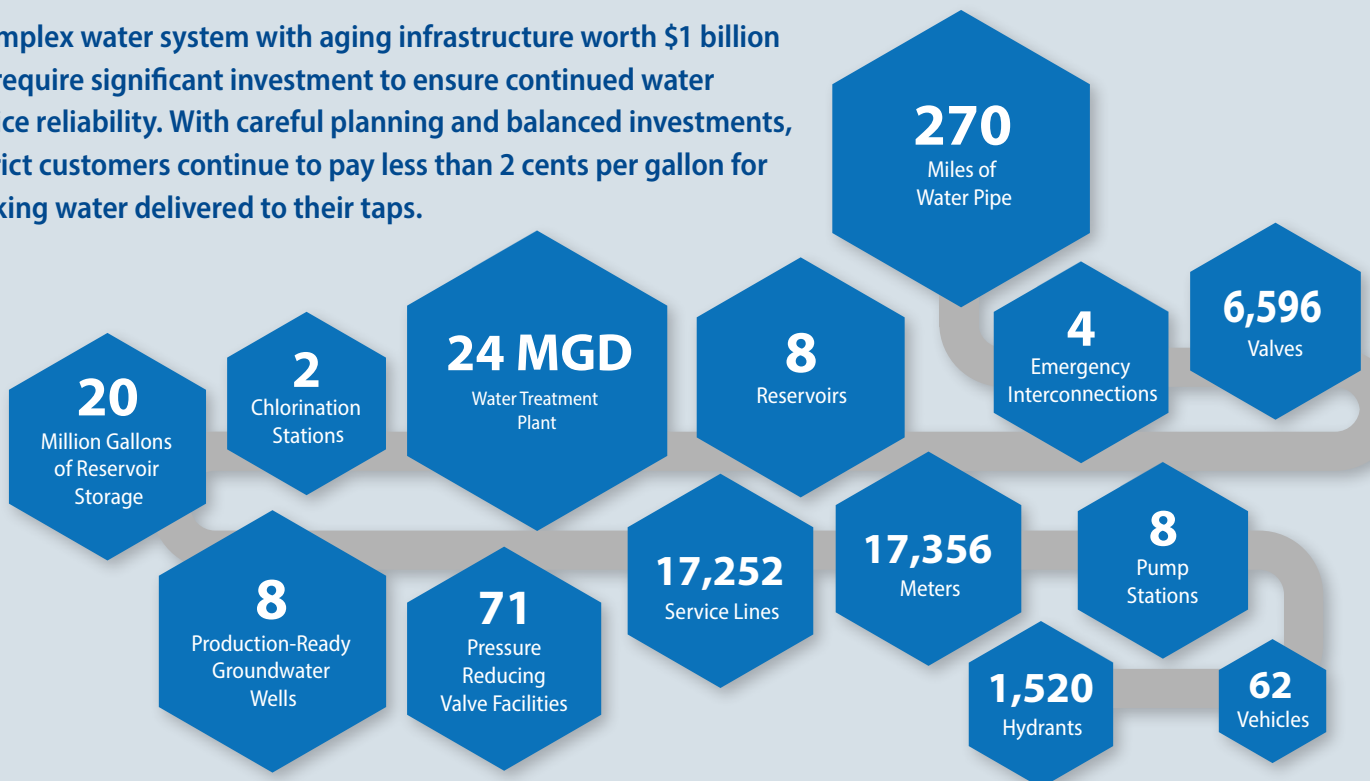 mplex water system with aging infrastructure worth $1 billion
require significant investment to ensure continued water
ice reliability. With careful planning and balanced investments,
rict customers continue to pay less than 2 cents per gallon for
king water delivered to their taps.
270
Miles of
Water Pipe
4
Emergency
Interconnections
6,596
Valves
8
Reservoirs
24 MGD
Water Treatment
Plant
2
Chlorination
Stations
20
Million Gallons
of Reservoir
Storage
8
Production-Ready
Groundwater
Wells
71
Pressure
Reducing
Valve Facilities
17,252
Service Lines
17,356
Meters
8
Pump
Stations
62
Vehicles
1,520
Hydrants